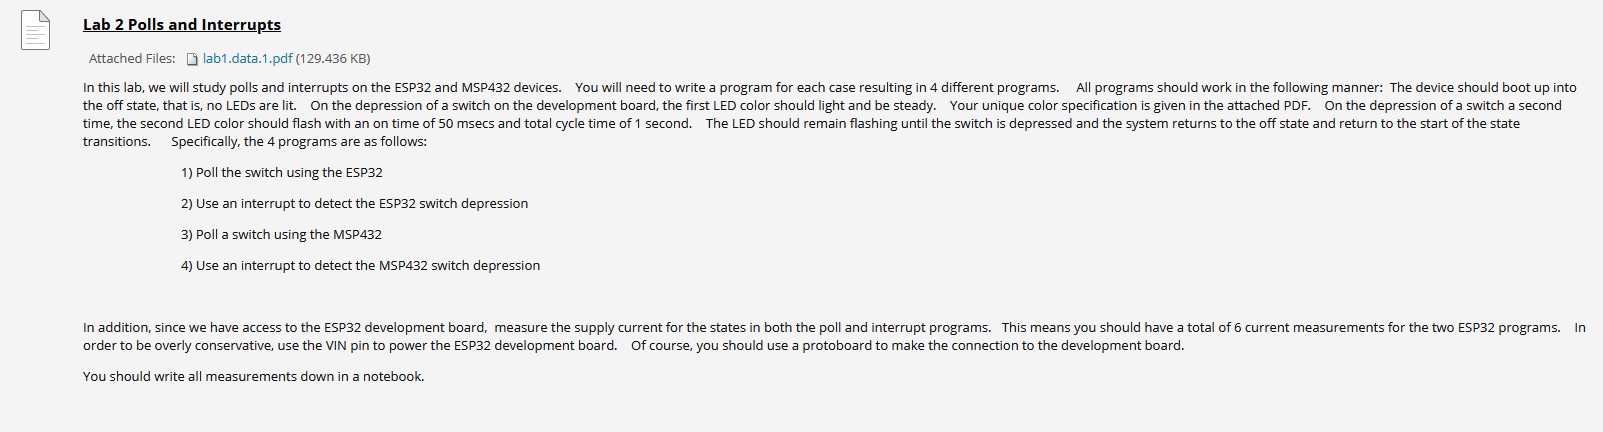 Lab 2 Polls and Interrupts
Attached Files: lab1.data.1.pdf (129.436 KB)
In this lab, we will study polls and interrupts on the ESP32 and MSP432 devices. You will need to write a program for each case resulting in 4 different programs. All programs should work in the following manner: The device should boot up into
the off state, that is, no LEDs are lit. On the depression of a switch on the development board, the first LED color should light and be steady. Your unique color specification is given in the attached PDF. On the depression of a switch a second
time, the second LED color should flash with an on time of 50 msecs and total cycle time of 1 second. The LED should remain flashing until the switch is depressed and the system returns to the off state and return to the start of the state
transitions. Specifically, the 4 programs are as follows:
1) Poll the switch using the ESP32
2) Use an interrupt to detect the ESP32 switch depression
3) Poll a switch using the MSP432
4) Use an interrupt to detect the MSP432 switch depression
In addition, since we have access to the ESP32 development board, measure the supply current for the states in both the poll and interrupt programs. This means you should have a total of 6 current measurements for the two ESP32 programs. In
order to be overly conservative, use the VIN pin to power the ESP32 development board. Of course, you should use a protoboard to make the connection to the development board.
You should write all measurements down in a notebook.